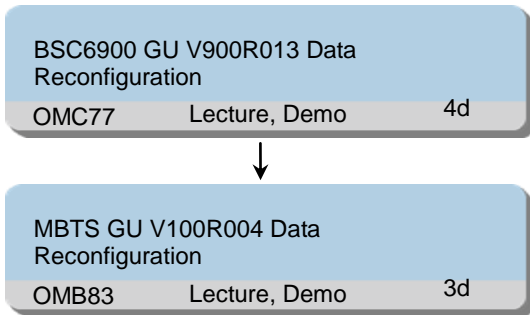 BSC6900 GU V900R013 Data
Reconfiguration
OMC77 Lecture, Demo 4d
MBTS GU V100R004 Data
Reconfiguration
OMB83 Lecture, Demo 3d